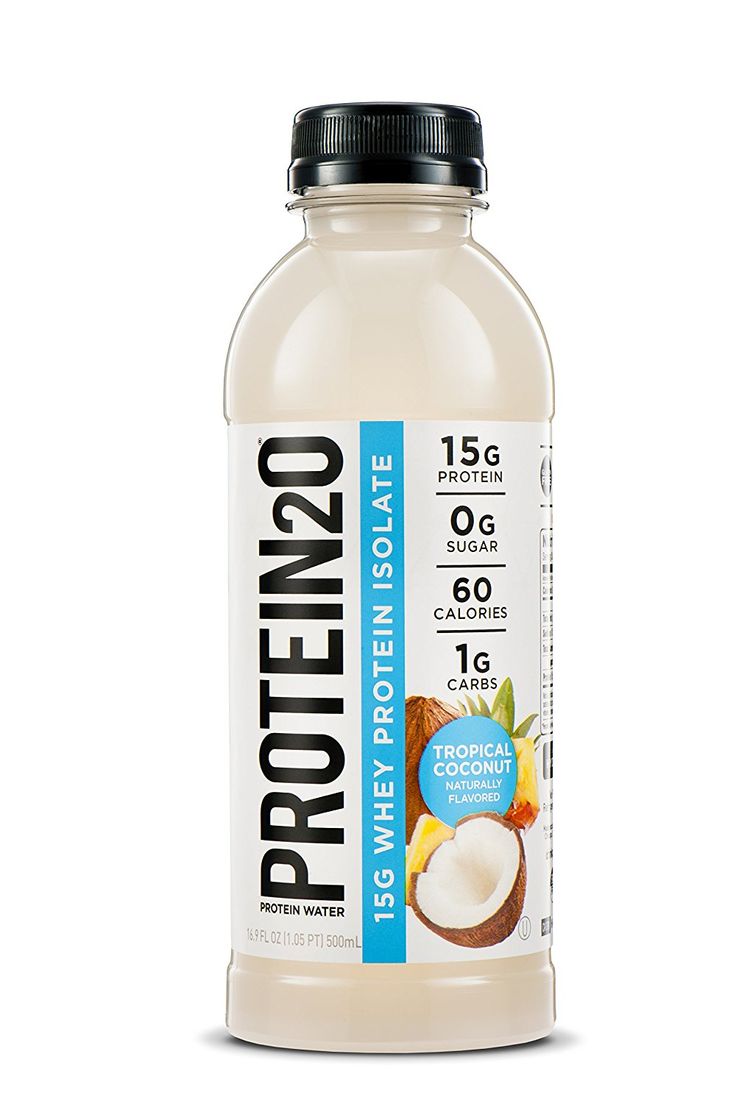 PROTEIN2O®
PROTEIN WATER
16.9 FL OZ (1.05 PT) 500mL
15G WHEY PROTEIN ISOLATE
15G
PROTEIN
0G
SUGAR
60
CALORIES
1G
CARBS
TROPICAL
COCONUT
NATURALLY
FLAVORED
U